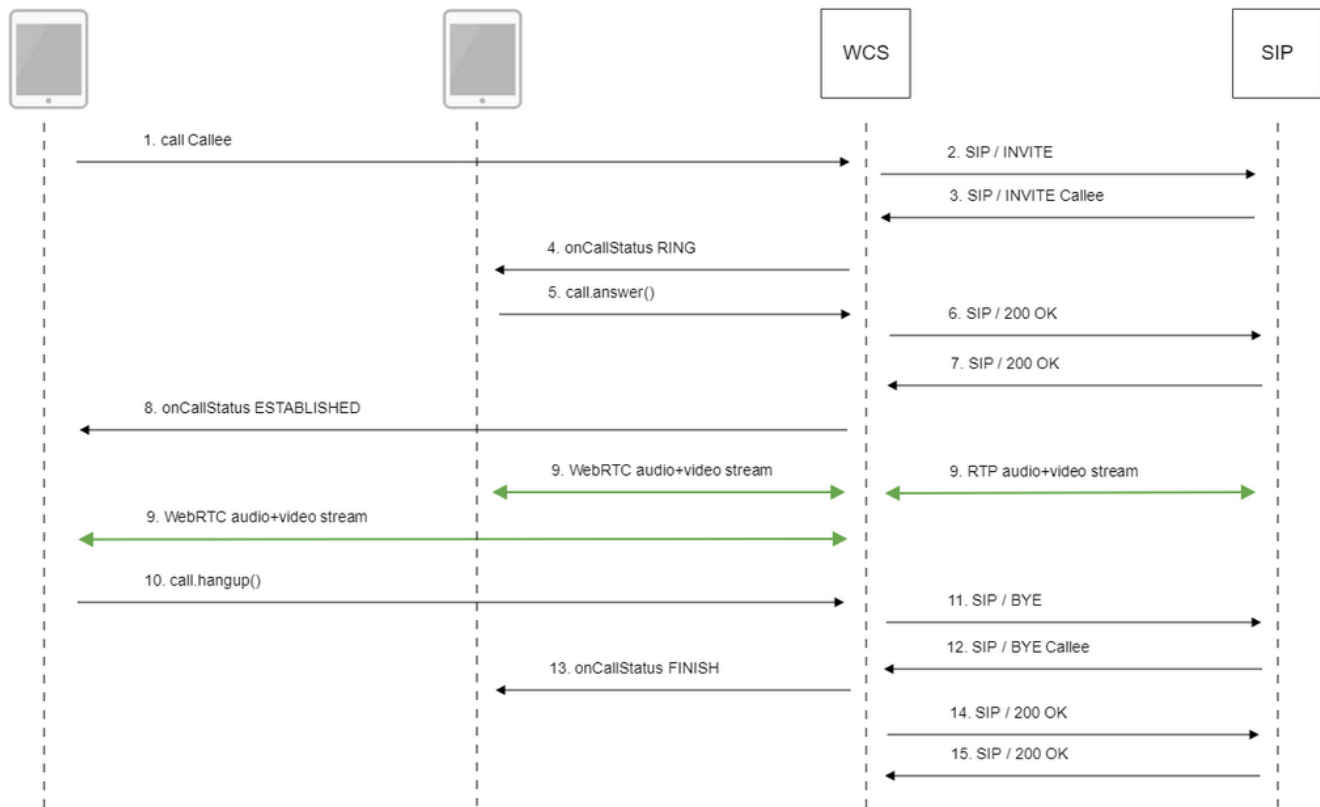 WCS
SIP
1. call Callee
2. SIP / INVITE
3. SIP / INVITE Callee
4. onCallStatus RING
5. call.answer()
6. SIP / 200 OK
7. SIP / 200 OK
8. onCallStatus ESTABLISHED
9. WebRTC audio+video stream
9. RTP audio+video stream
9. WebRTC audio+video stream
10. call.hangup()
11. SIP / BYE
12. SIP / BYE Callee
13. onCallStatus FINISH
14. SIP / 200 OK
15. SIP / 200 OK